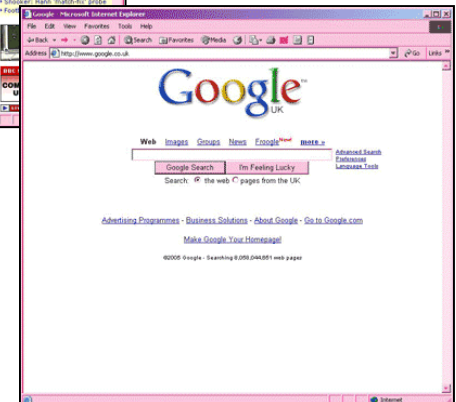 Snooker: Hann 'match-fix' probe
Google - Microsoft Internet Explorer
File Edit View Favorites Tools Help
Back Search Favorites Media
Address http://www.google.co.uk Go Links »
Google™
UK
Web Images Groups News Froogle New! more »
Advanced Search
Preferences
Language Tools
Google Search I'm Feeling Lucky
Search: the web pages from the UK
Advertising Programmes - Business Solutions - About Google - Go to Google.com
Make Google Your Homepage!
©2005 Google - Searching 8,058,044,651 web pages
Internet